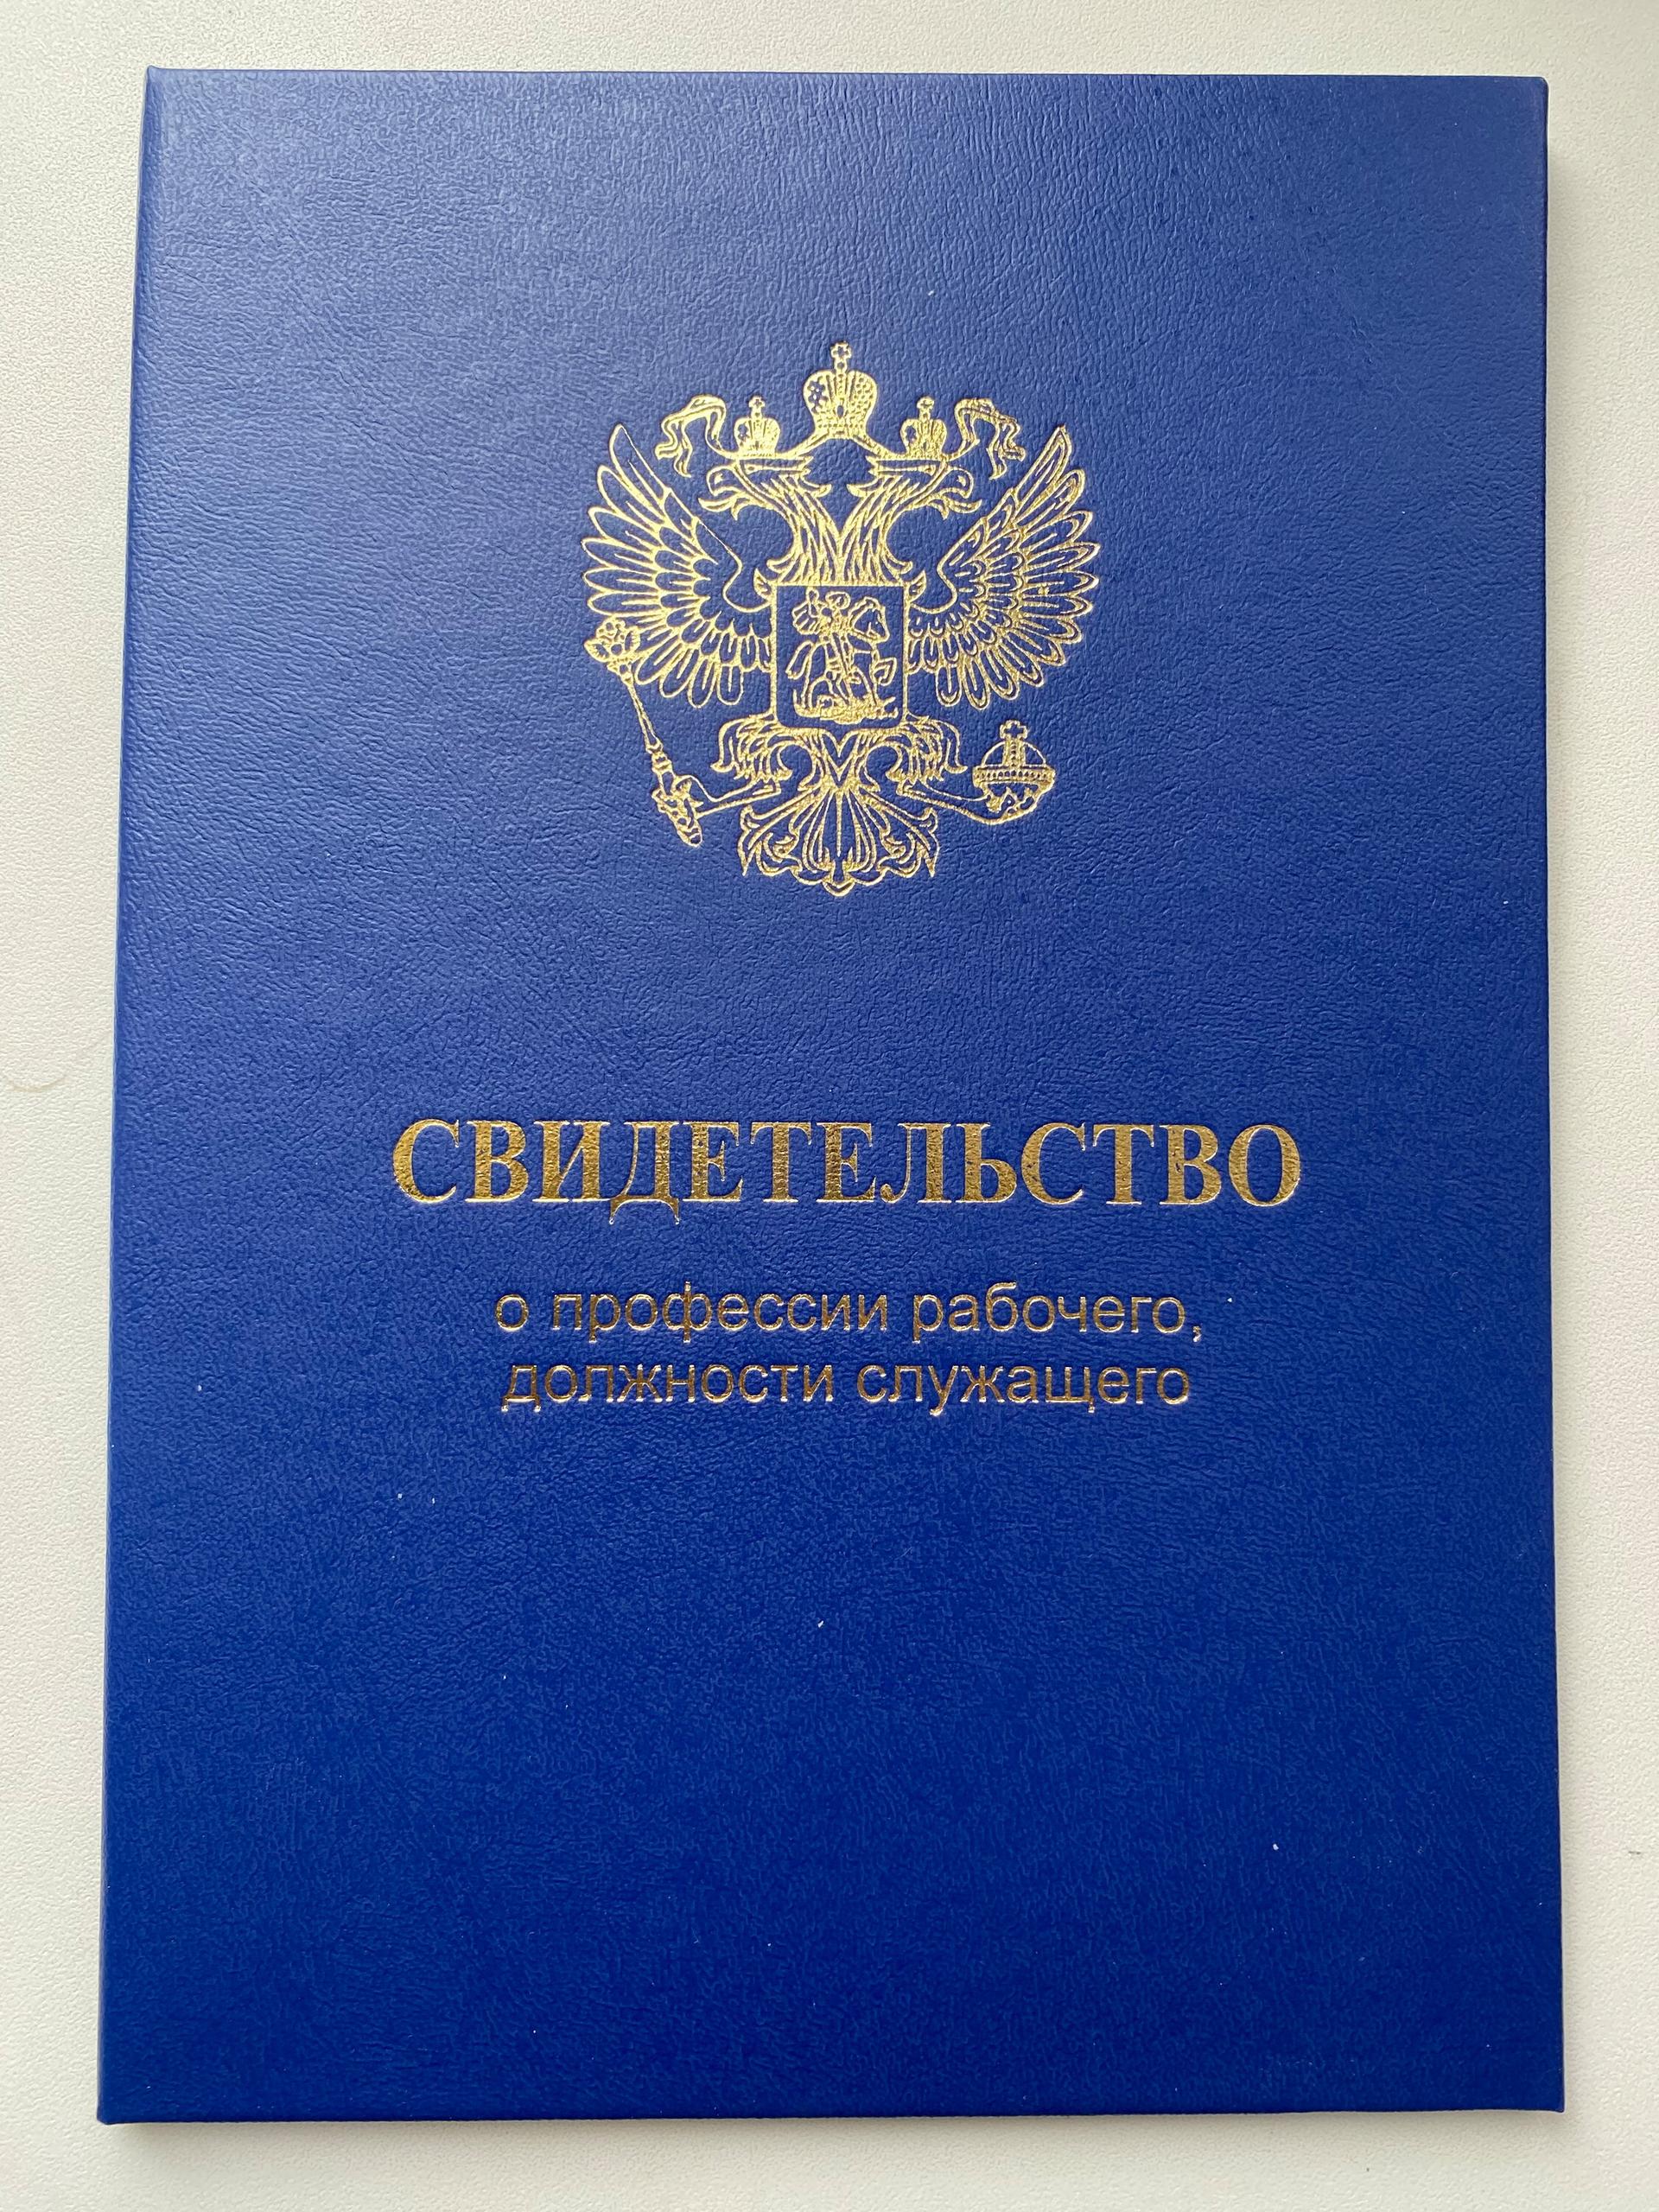 СВИДЕТЕЛЬСТВО
о профессии рабочего,
должности служащего